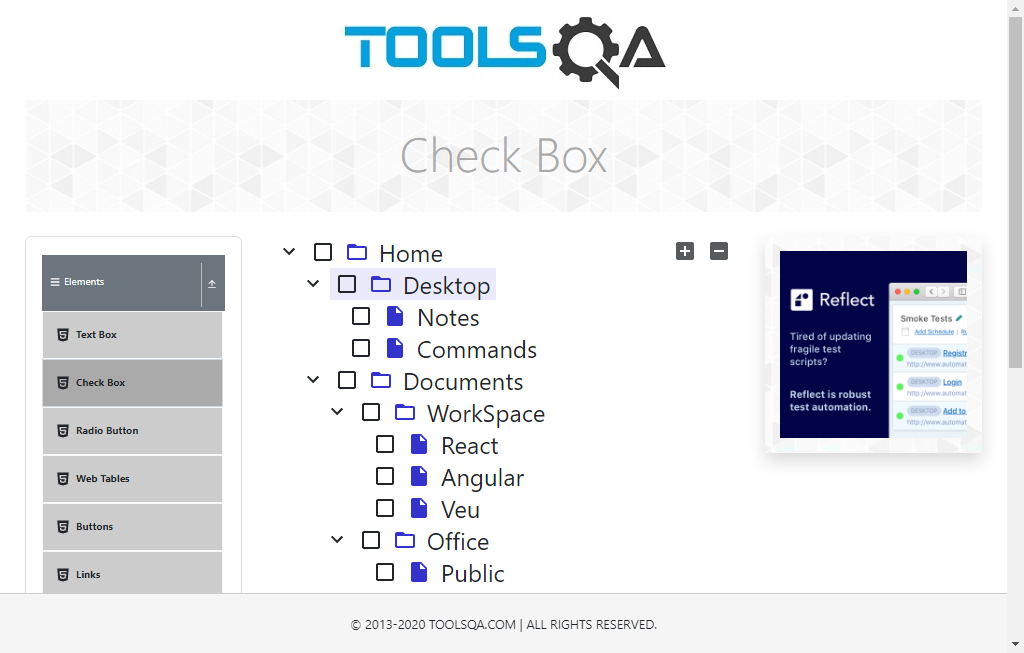 TOOLSQA
Check Box
Elements
Text Box
Check Box
Radio Button
Web Tables
Buttons
Links
Home
Desktop
Notes
Commands
Documents
WorkSpace
React
Angular
Veu
Office
Public
Reflect
Tired of updating
fragile test
scripts?
Reflect is robust
test automation.
Smoke Tests
Add Schedule | Ru
DESKTOP Registr
http://www.automat
DESKTOP Login
http://www.automat
DESKTOP Add to
http://www.automat
© 2013-2020 TOOLSQA.COM | ALL RIGHTS RESERVED.